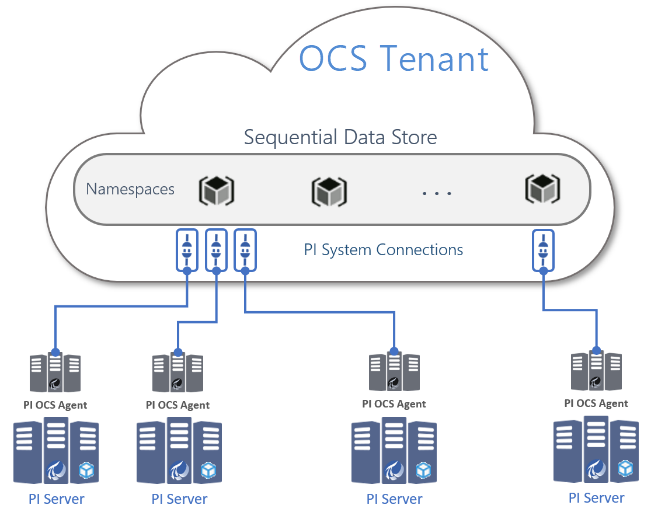 OCS Tenant
Sequential Data Store
Namespaces
. . .
PI System Connections
PI OCS Agent
PI OCS Agent
PI OCS Agent
PI OCS Agent
PI Server
PI Server
PI Server
PI Server